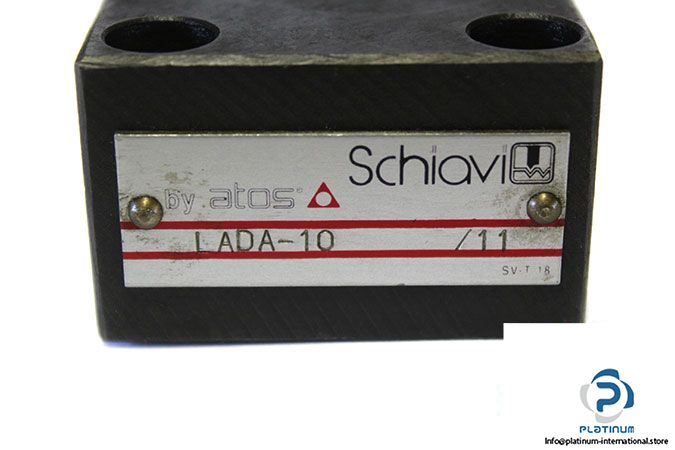 Schiavi
by atos®
LADA-10 /11
SV-T 18
PLATINUM
Info@platinum-international.store